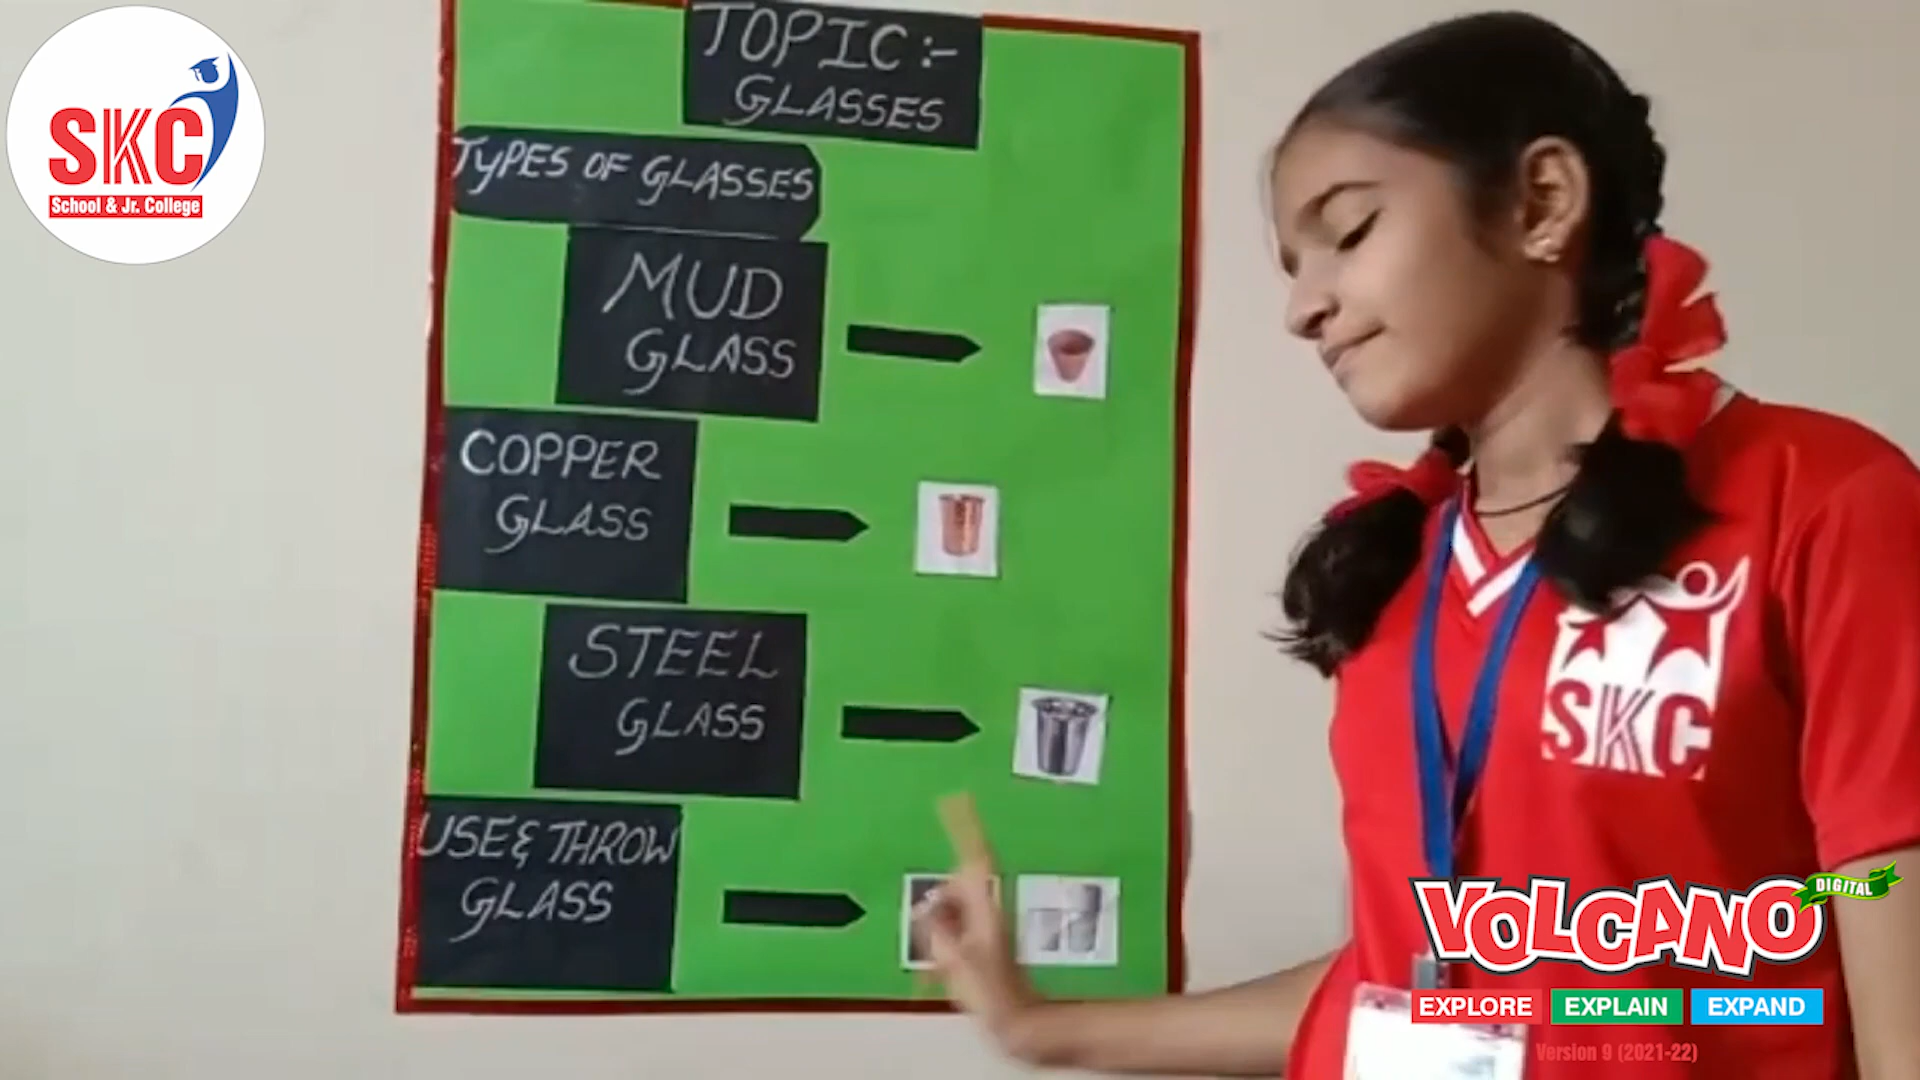 SKC
School & Jr. College
TOPIC :-
GLASSES
TYPES OF GLASSES
MUD
GLASS
COPPER
GLASS
STEEL
GLASS
USE & THROW
GLASS
SKC
VOLCANO
DIGITAL
EXPLORE EXPLAIN EXPAND
Version 9 (2021-22)